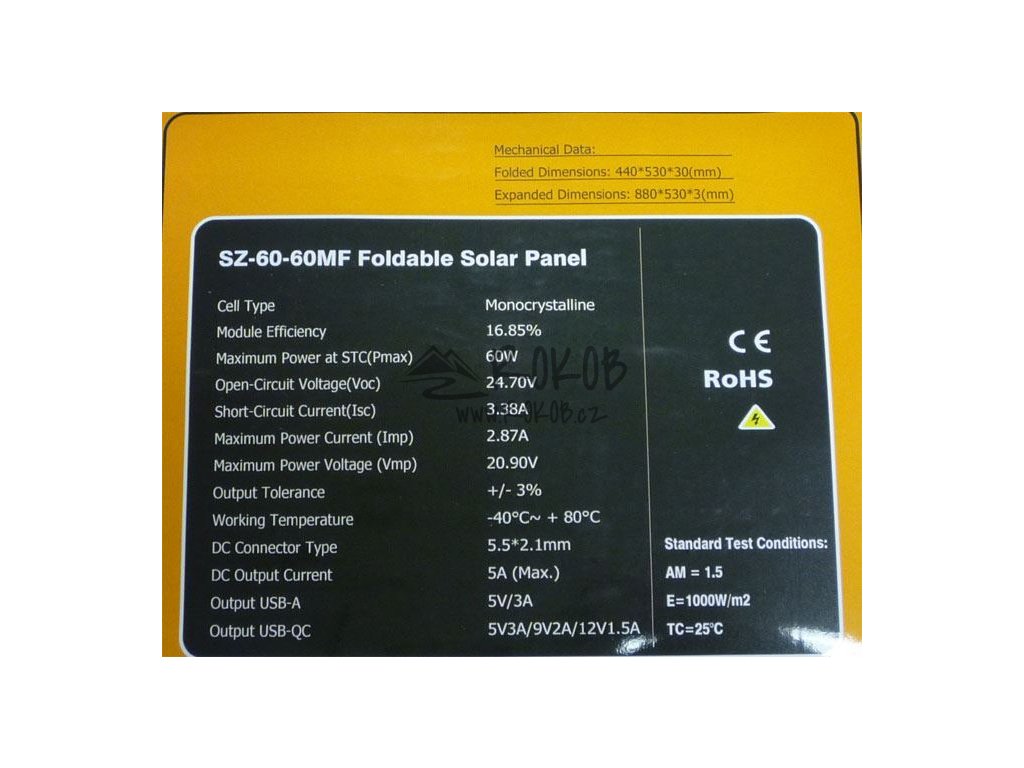 Mechanical Data:
Folded Dimensions: 440*530*30(mm)
Expanded Dimensions: 880*530*3(mm)
SZ-60-60MF Foldable Solar Panel
Cell Type Monocrystalline
Module Efficiency 16.85%
Maximum Power at STC(Pmax) 60W
Open-Circuit Voltage(Voc) 24.70V
Short-Circuit Current(Isc) 3.38A
Maximum Power Current (Imp) 2.87A
Maximum Power Voltage (Vmp) 20.90V
Output Tolerance +/- 3%
Working Temperature -40°C~ + 80°C
DC Connector Type 5.5*2.1mm
DC Output Current 5A (Max.)
Output USB-A 5V/3A
Output USB-QC 5V3A/9V2A/12V1.5A
CE
RoHS
Standard Test Conditions:
AM = 1.5
E=1000W/m2
TC=25°C
ROKOB
www.ROKOB.cz